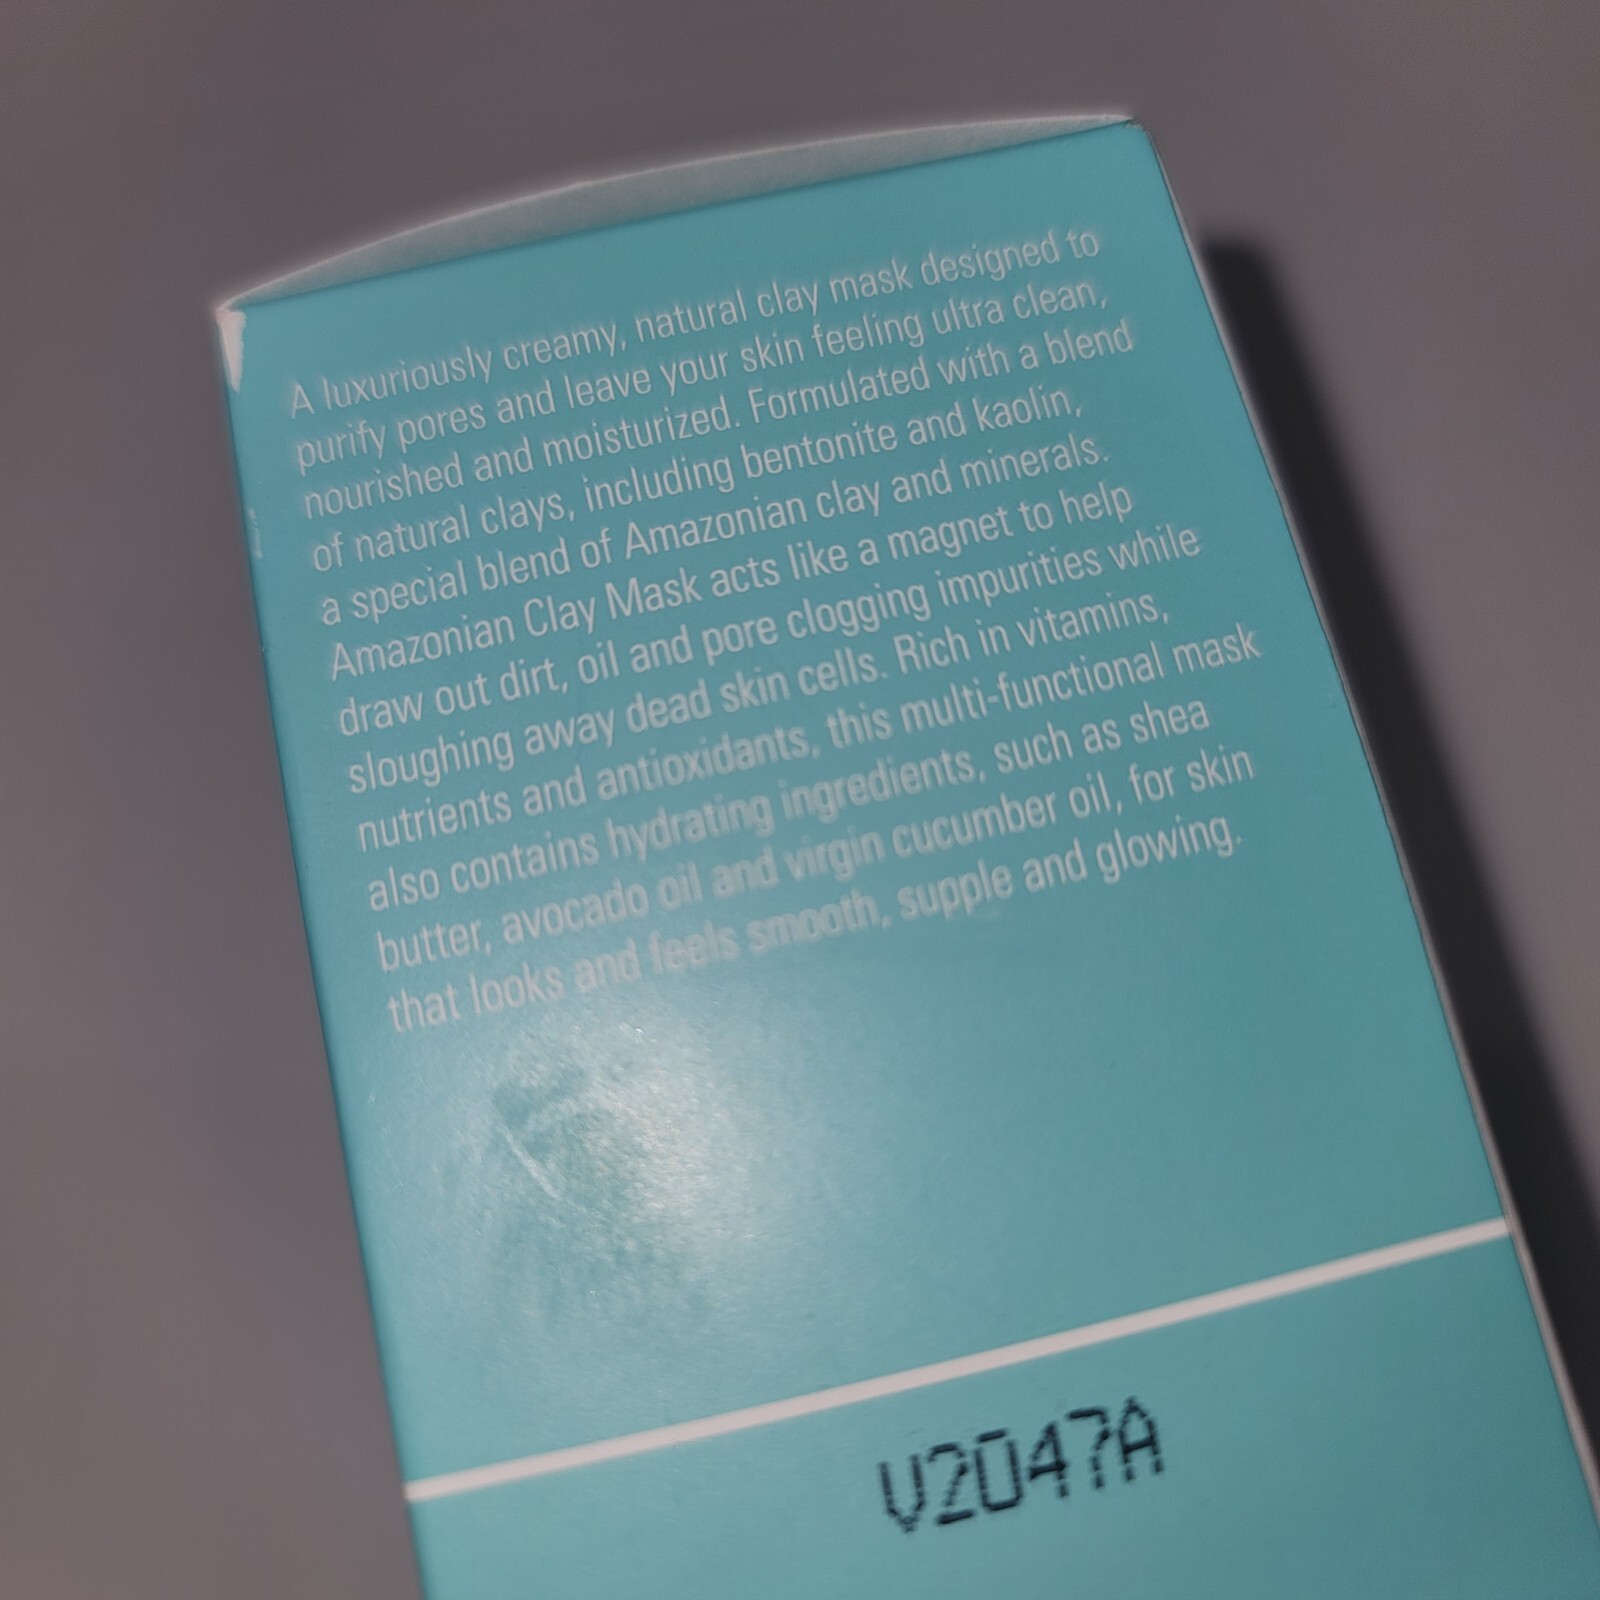 A luxuriously creamy, natural clay mask designed to
purify pores and leave your skin feeling ultra clean,
nourished and moisturized. Formulated with a blend
of natural clays, including bentonite and kaolin,
a special blend of Amazonian clay and minerals.
Amazonian Clay Mask acts like a magnet to help
draw out dirt, oil and pore clogging impurities while
sloughing away dead skin cells. Rich in vitamins,
nutrients and antioxidants, this multi-functional mask
also contains hydrating ingredients, such as shea
butter, avocado oil and virgin cucumber oil, for skin
that looks and feels smooth, supple and glowing.
V2047A